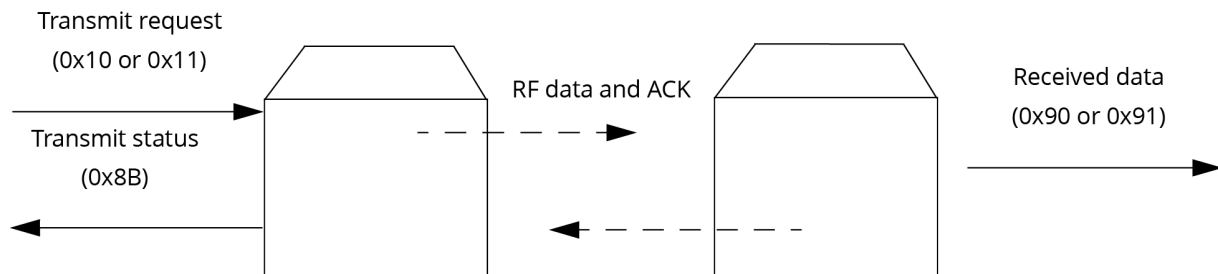 Transmit request
(0x10 or 0x11)
Transmit status
(0x8B)
RF data and ACK
Received data
(0x90 or 0x91)